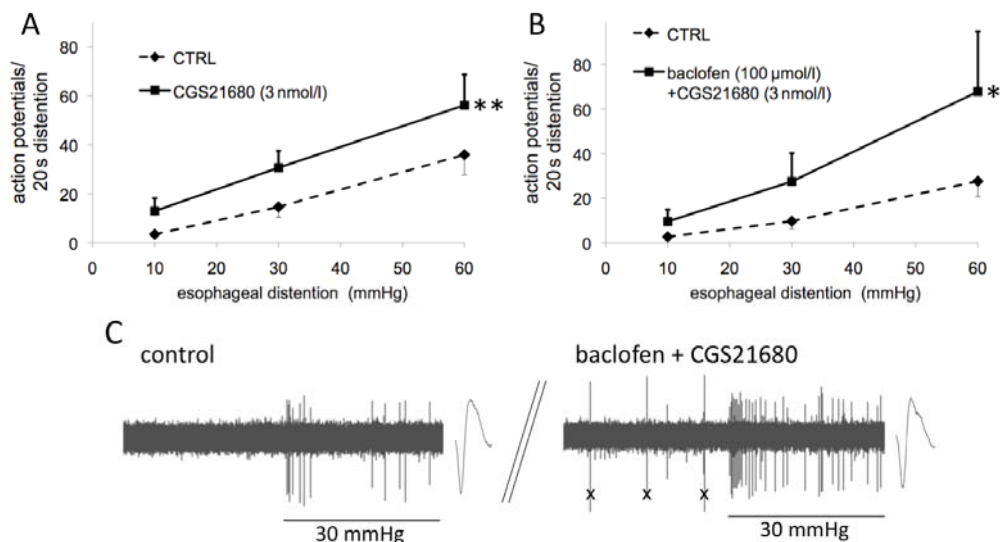 A
action potentials/
20 s distention
80
60
40
20
0
CTRL
CGS21680 (3 nmol/l)
**
0 10 20 30 40 50 60
esophageal distention (mmHg)
B
action potentials/
20 s distention
80
60
40
20
0
CTRL
baclofen (100 µmol/l)
+CGS21680 (3 nmol/l)
*
0 10 20 30 40 50 60
esophageal distention (mmHg)
C
control
30 mmHg
baclofen + CGS21680
x x x
30 mmHg